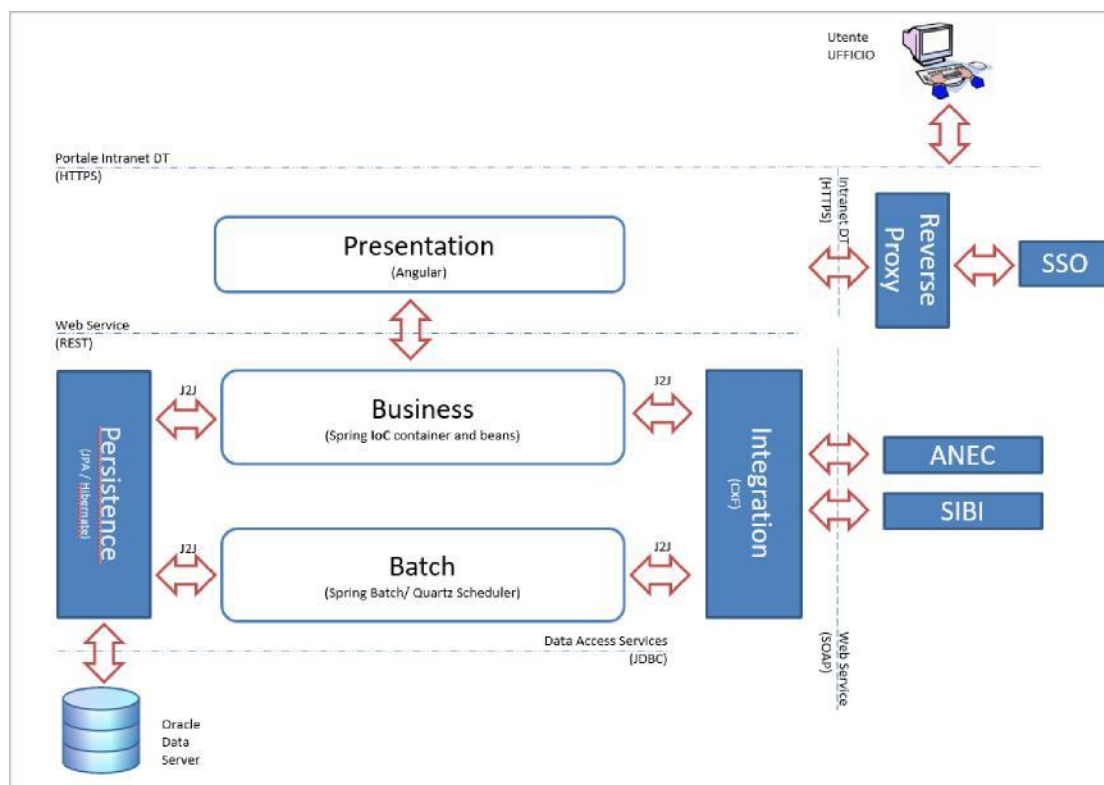 Utente
UFFICIO
Portale Intranet DT
(HTTPS)
Intranet DT
(HTTPS)
Presentation
(Angular)
Reverse
Proxy
SSO
Web Service
(REST)
Persistence
(JPA / Hibernate)
J2J
Business
(Spring IoC container and beans)
J2J
Integration
(CXF)
ANEC
SIBI
J2J
Batch
(Spring Batch/ Quartz Scheduler)
J2J
Data Access Services
(JDBC)
Web Service
(SOAP)
Oracle
Data
Server